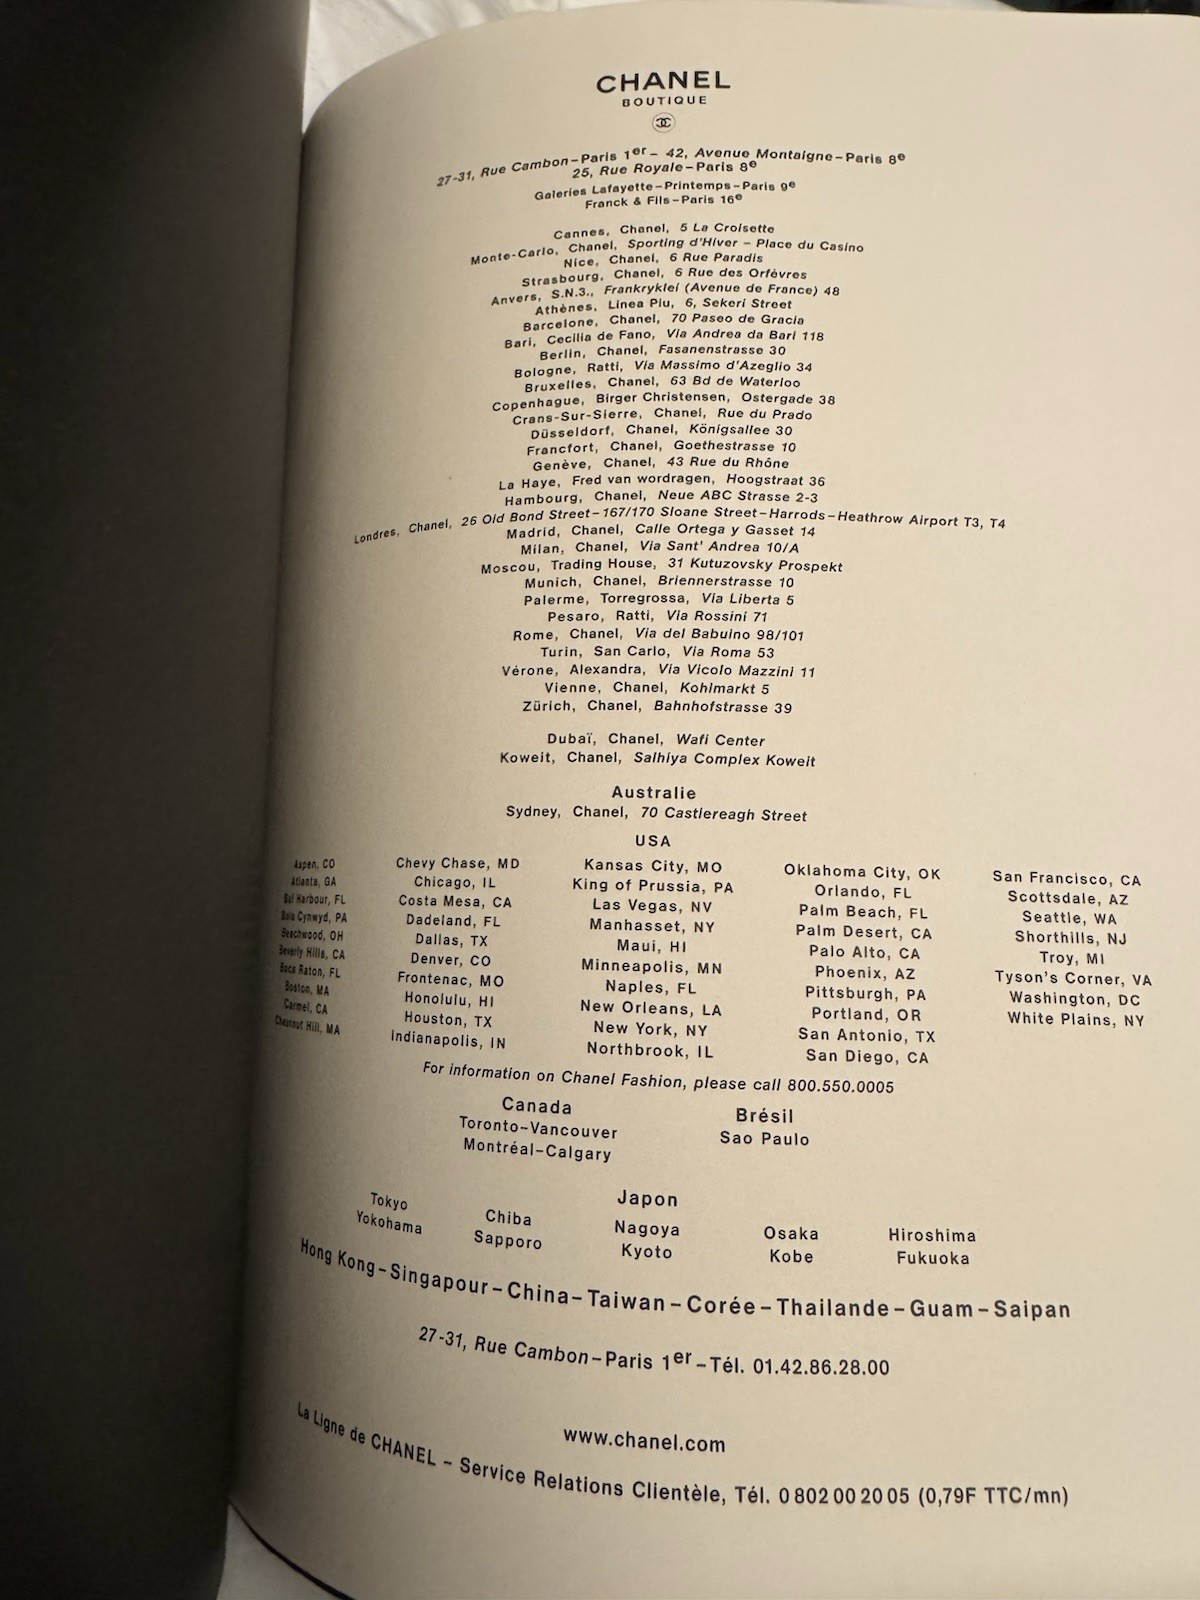 CHANEL
BOUTIQUE
27-31, Rue Cambon–Paris 1er – 42, Avenue Montaigne–Paris 8e
25, Rue Royale–Paris 8e
Galeries Lafayette–Printemps–Paris 9e
Franck & Fils–Paris 16e
Cannes, Chanel, 5 La Croisette
Monte-Carlo, Chanel, Sporting d'Hiver – Place du Casino
Nice, Chanel, 6 Rue Paradis
Strasbourg, Chanel, 6 Rue des Orfèvres
Anvers, S.N.3., Frankryklei (Avenue de France) 48
Athènes, Linea Piu, 6, Sekeri Street
Barcelone, Chanel, 70 Paseo de Gracia
Bari, Cecilia de Fano, Via Andrea da Bari 118
Berlin, Chanel, Fasanenstrasse 30
Bologne, Ratti, Via Massimo d'Azeglio 34
Bruxelles, Chanel, 63 Bd de Waterloo
Copenhague, Birger Christensen, Ostergade 38
Crans-Sur-Sierre, Chanel, Rue du Prado
Düsseldorf, Chanel, Königsallee 30
Francfort, Chanel, Goethestrasse 10
Genève, Chanel, 43 Rue du Rhône
La Haye, Fred van wordragen, Hoogstraat 36
Hambourg, Chanel, Neue ABC Strasse 2-3
Londres, Chanel, 26 Old Bond Street–167/170 Sloane Street–Harrods–Heathrow Airport T3, T4
Madrid, Chanel, Calle Ortega y Gasset 14
Milan, Chanel, Via Sant' Andrea 10/A
Moscou, Trading House, 31 Kutuzovsky Prospekt
Munich, Chanel, Briennerstrasse 10
Palerme, Torregrossa, Via Liberta 5
Pesaro, Ratti, Via Rossini 71
Rome, Chanel, Via del Babuino 98/101
Turin, San Carlo, Via Roma 53
Vérone, Alexandra, Via Vicolo Mazzini 11
Vienne, Chanel, Kohlmarkt 5
Zürich, Chanel, Bahnhofstrasse 39
Dubaï, Chanel, Wafi Center
Koweit, Chanel, Salhiya Complex Koweit
Australie
Sydney, Chanel, 70 Castlereagh Street
USA
Aspen, CO
Atlanta, GA
Bal Harbour, FL
Bala Cynwyd, PA
Beachwood, OH
Beverly Hills, CA
Boca Raton, FL
Boston, MA
Carmel, CA
Chestnut Hill, MA
Chevy Chase, MD
Chicago, IL
Costa Mesa, CA
Dadeland, FL
Dallas, TX
Denver, CO
Frontenac, MO
Honolulu, HI
Houston, TX
Indianapolis, IN
Kansas City, MO
King of Prussia, PA
Las Vegas, NV
Manhasset, NY
Maui, HI
Minneapolis, MN
Naples, FL
New Orleans, LA
New York, NY
Northbrook, IL
Oklahoma City, OK
Orlando, FL
Palm Beach, FL
Palm Desert, CA
Palo Alto, CA
Phoenix, AZ
Pittsburgh, PA
Portland, OR
San Antonio, TX
San Diego, CA
San Francisco, CA
Scottsdale, AZ
Seattle, WA
Shorthills, NJ
Troy, MI
Tyson's Corner, VA
Washington, DC
White Plains, NY
For information on Chanel Fashion, please call 800.550.0005
Canada
Toronto–Vancouver
Montréal–Calgary
Brésil
Sao Paulo
Japon
Tokyo
Yokohama
Chiba
Sapporo
Nagoya
Kyoto
Osaka
Kobe
Hiroshima
Fukuoka
Hong Kong–Singapour–China–Taiwan–Corée–Thailande–Guam–Saipan
27-31, Rue Cambon–Paris 1er –Tél. 01.42.86.28.00
www.chanel.com
La Ligne de CHANEL – Service Relations Clientèle, Tél. 0 802 00 20 05 (0,79F TTC/mn)